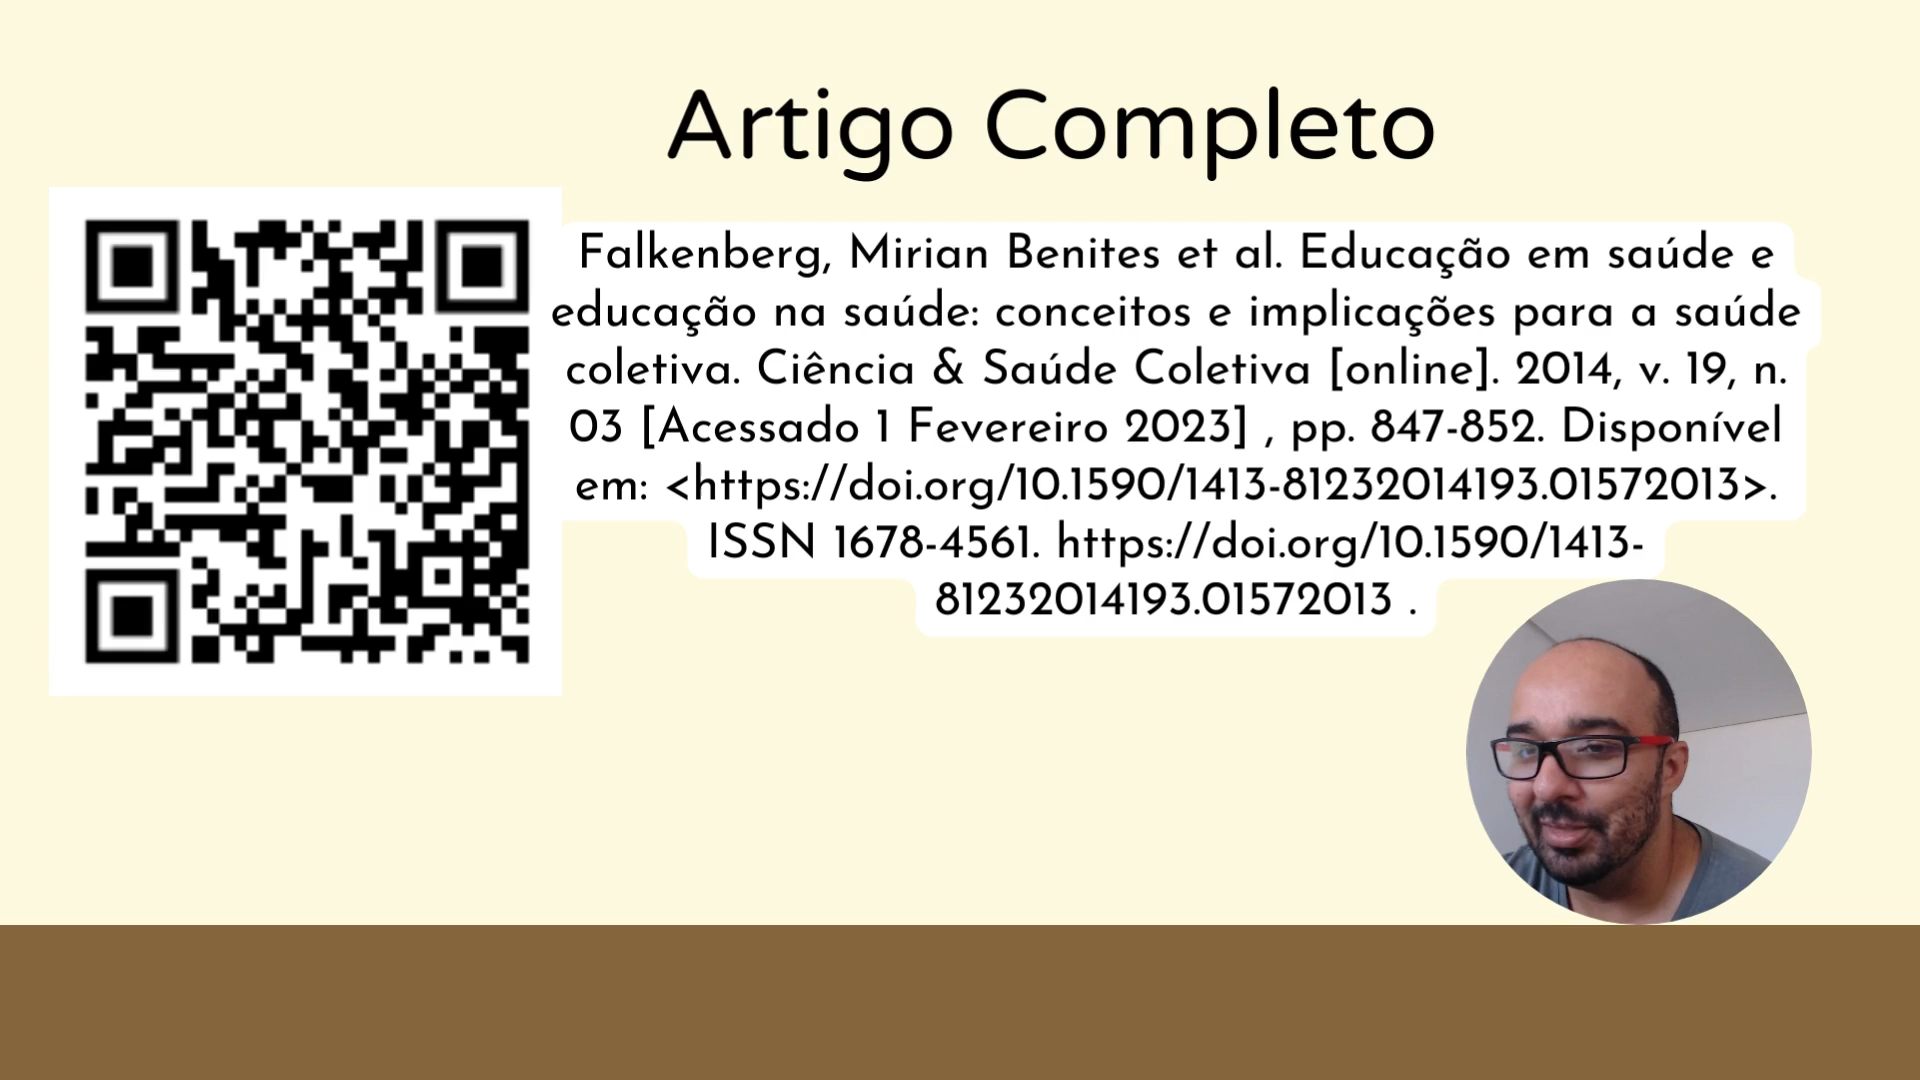 Artigo Completo
Falkenberg, Mirian Benites et al. Educação em saúde e
educação na saúde: conceitos e implicações para a saúde
coletiva. Ciência & Saúde Coletiva [online]. 2014, v. 19, n.
03 [Acessado 1 Fevereiro 2023] , pp. 847-852. Disponível
em: <https://doi.org/10.1590/1413-81232014193.01572013>.
ISSN 1678-4561. https://doi.org/10.1590/1413-
81232014193.01572013 .